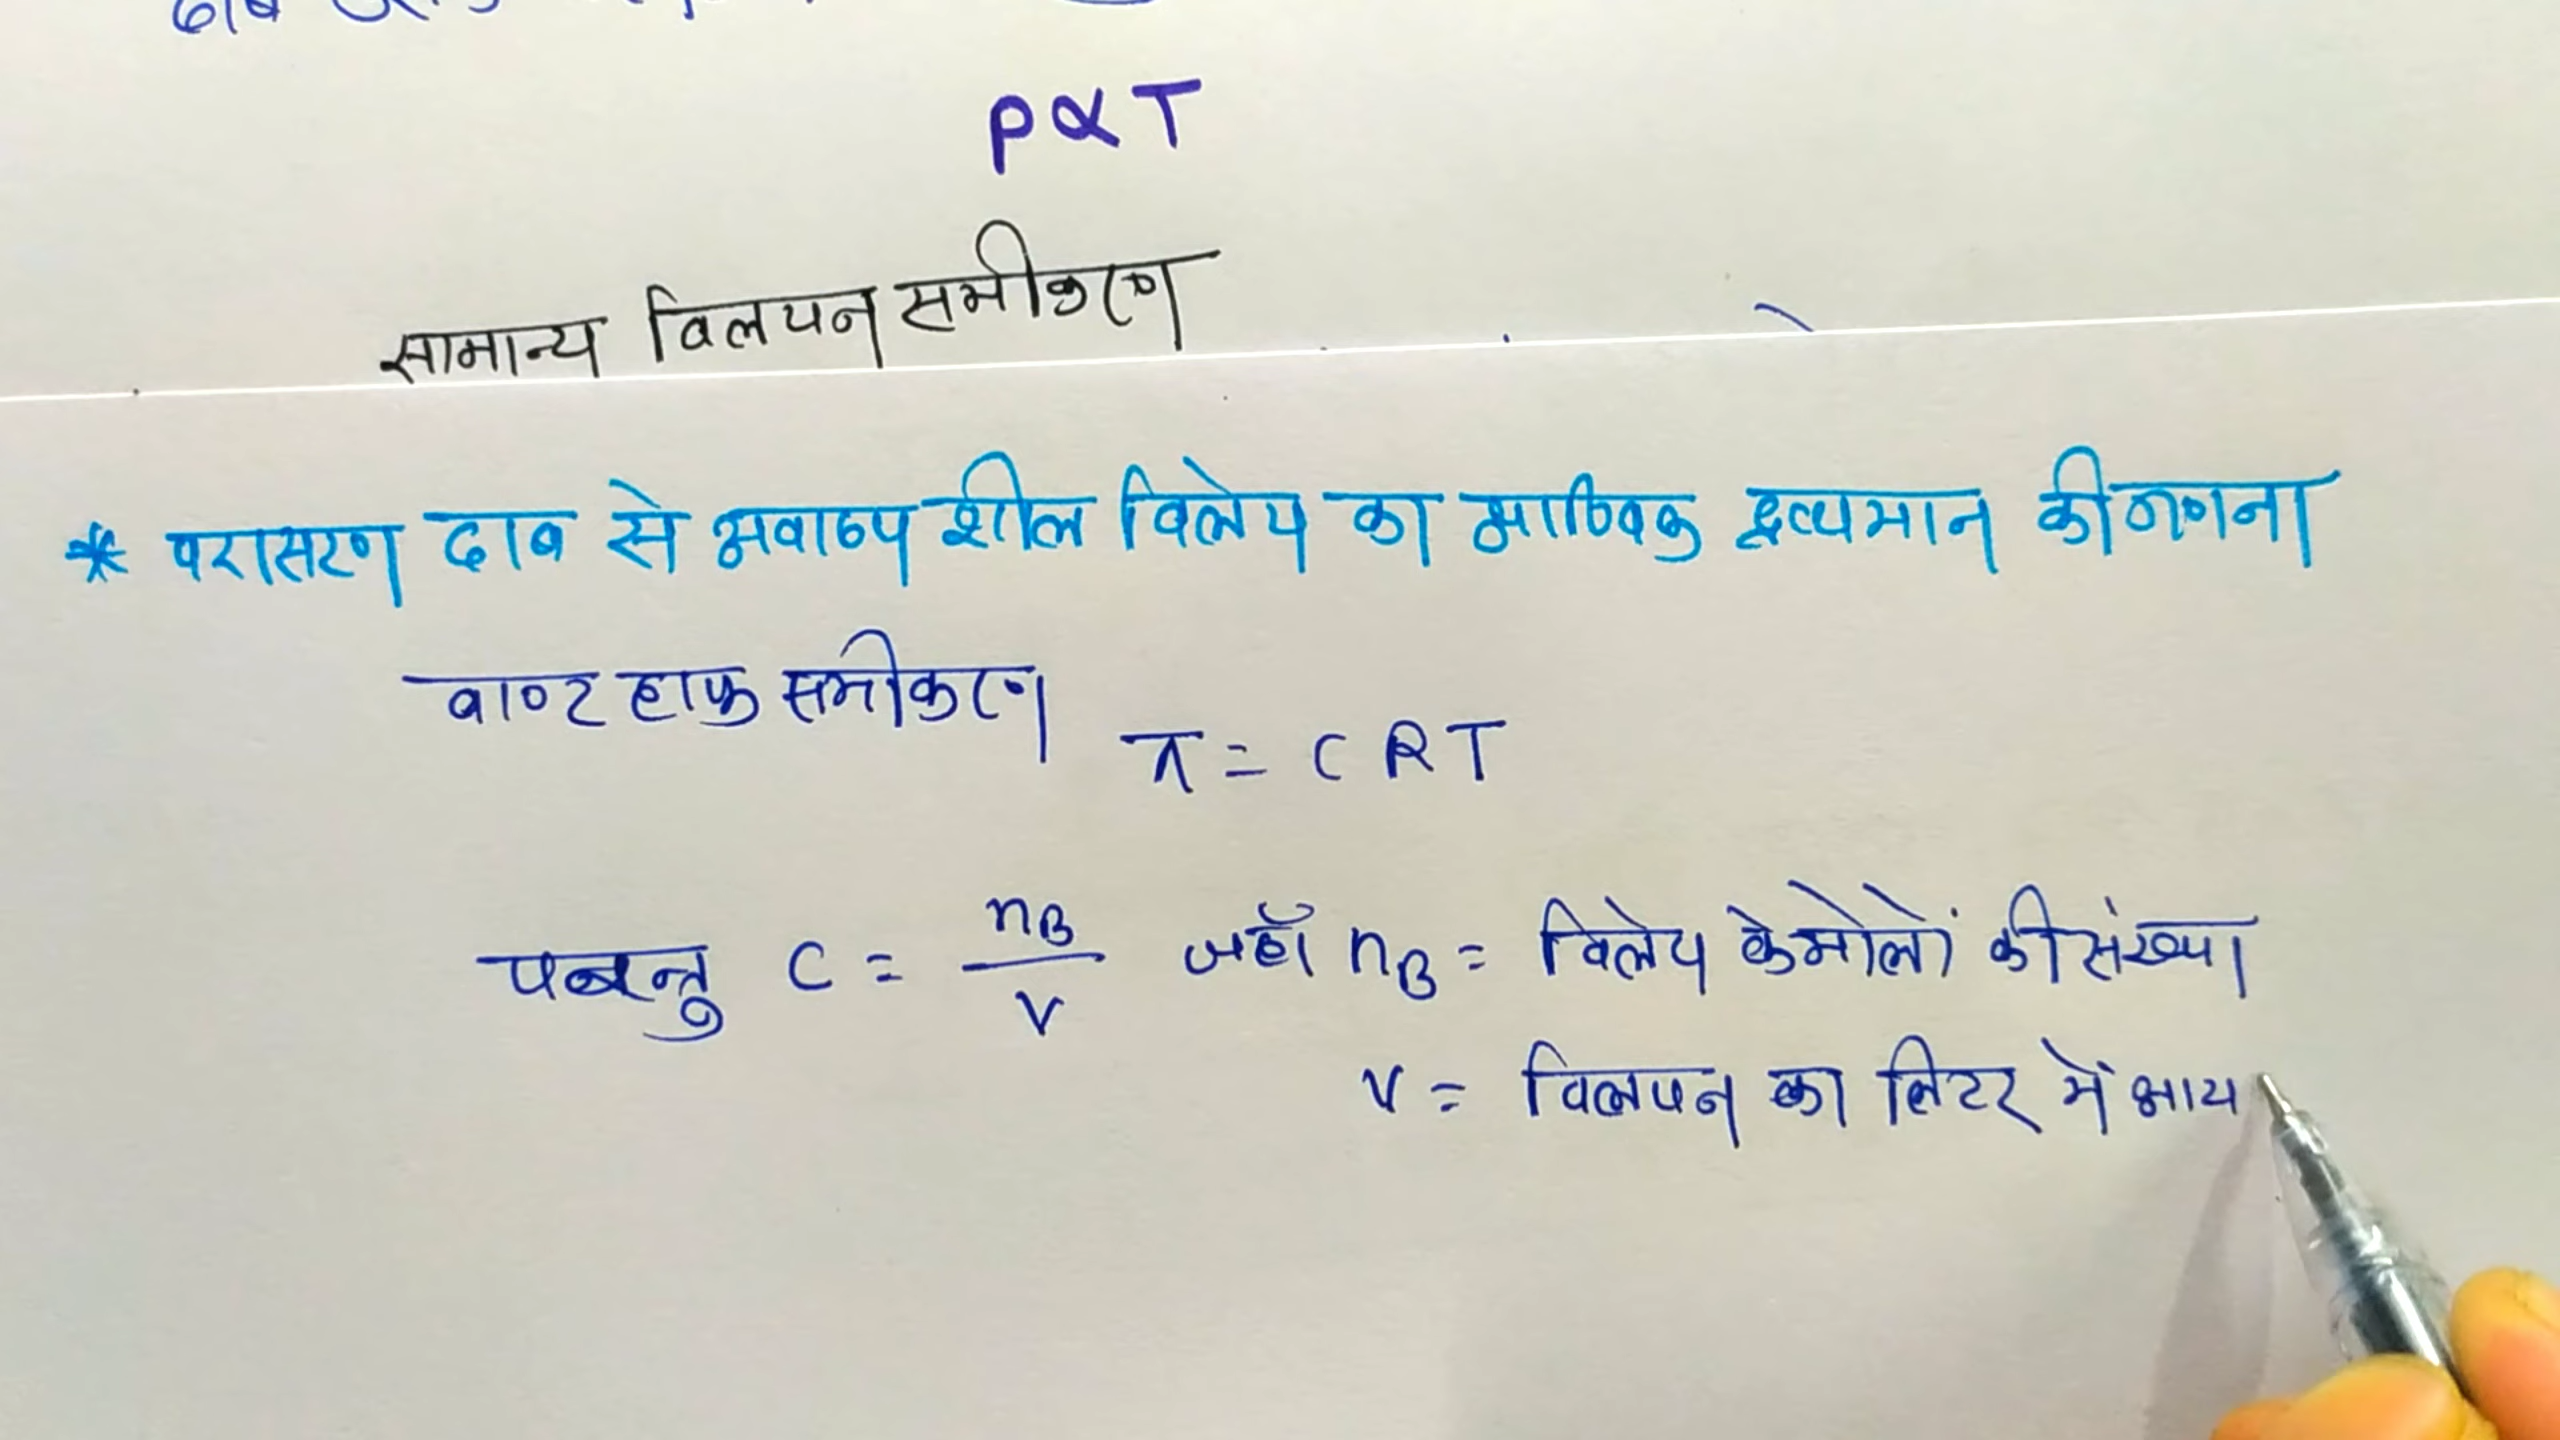 P ∝ T
सामान्य विलयन समीकरण
* परासरण दाब से अवाष्पशील विलेय का आण्विक द्रव्यमान की गणना
वाण्ट हाफ समीकरण
π = CRT
परन्तु C = nB/V जहाँ nB = विलेय के मोलों की संख्या
V = विलयन का लिटर में आय